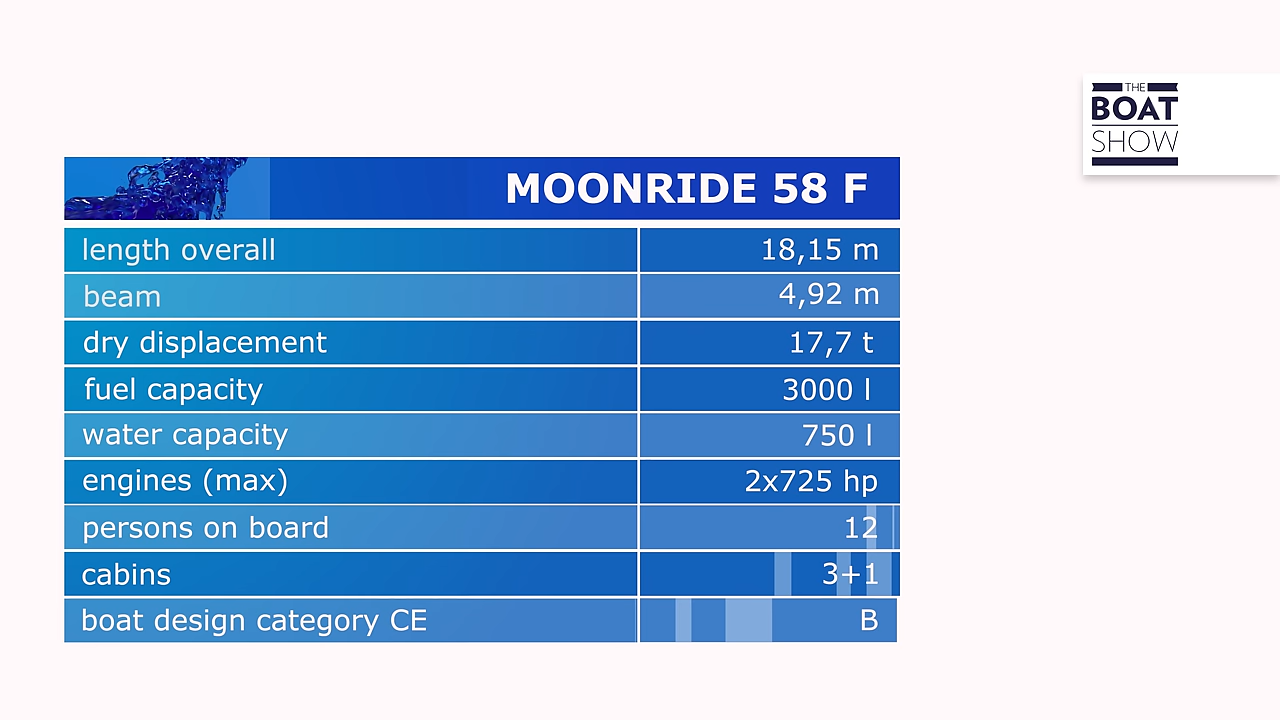 THE
BOAT
SHOW
MOONRIDE 58 F
length overall 18,15 m
beam 4,92 m
dry displacement 17,7 t
fuel capacity 3000 l
water capacity 750 l
engines (max) 2x725 hp
persons on board 12
cabins 3+1
boat design category CE B